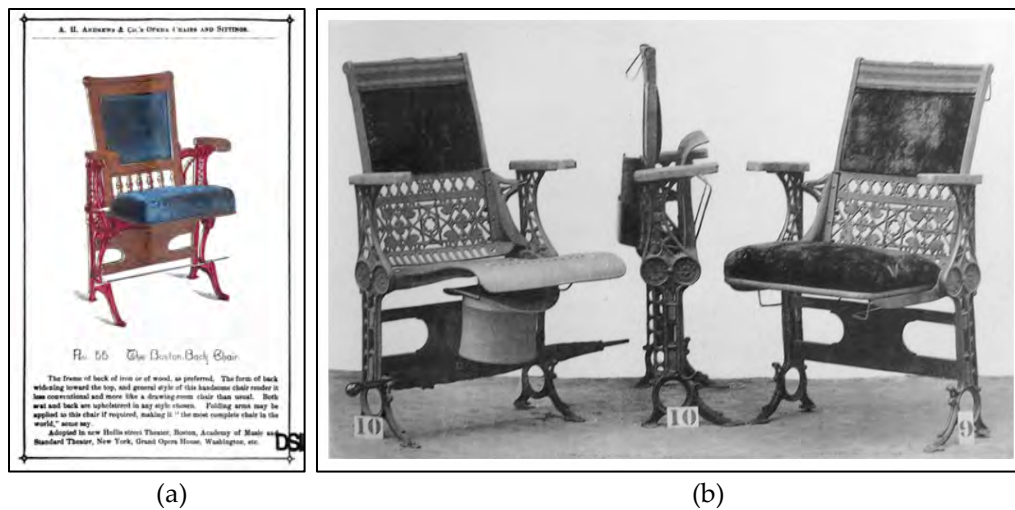 A. H. ANDREWS & CO.'S OPERA CHAIRS AND SITTINGS.
No. 55 The Boston Back Chair.
The frame of back of iron or of wood, as preferred. The form of back
widening toward the top, and general style of this handsome chair render it
less conventional and more like a drawing-room chair than usual. Both
seat and back are upholstered in any style chosen. Folding arms may be
applied to this chair if required, making it "the most complete chair in the
world," some say.
Adopted in new Hollis street Theater, Boston, Academy of Music and
Standard Theater, New York, Grand Opera House, Washington, etc.
DSI
10
10
9
(a)
(b)